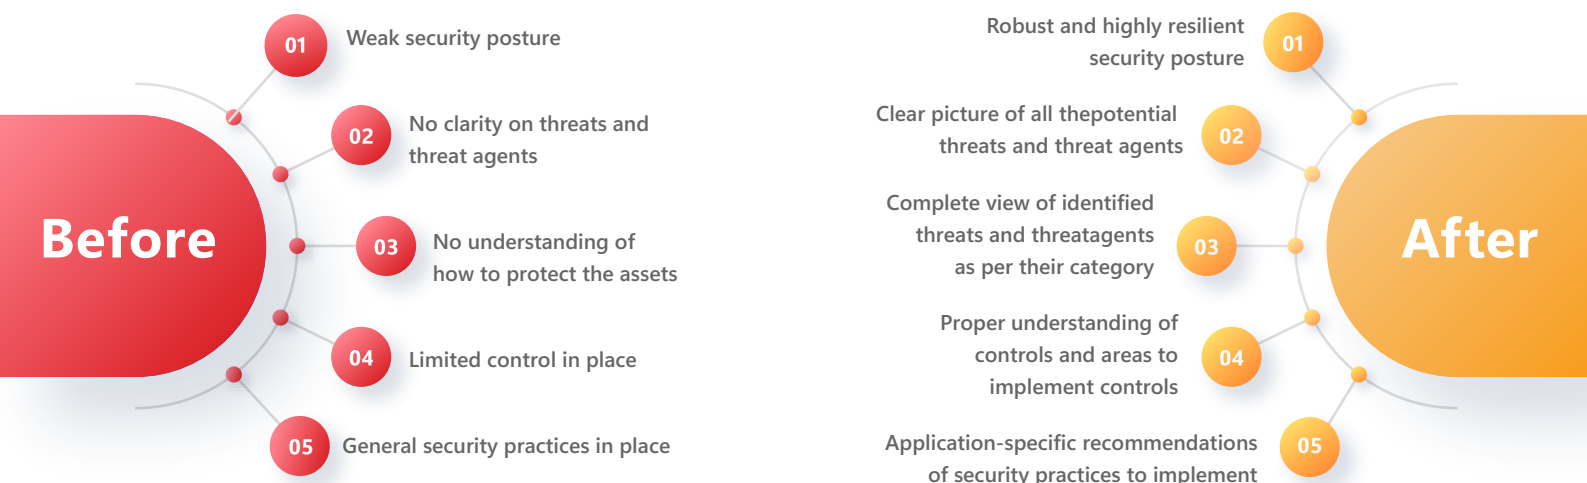 Before
01
Weak security posture
02
No clarity on threats and
threat agents
03
No understanding of
how to protect the assets
04
Limited control in place
05
General security practices in place
After
01
Robust and highly resilient
security posture
02
Clear picture of all thepotential
threats and threat agents
03
Complete view of identified
threats and threatagents
as per their category
04
Proper understanding of
controls and areas to
implement controls
05
Application-specific recommendations
of security practices to implement